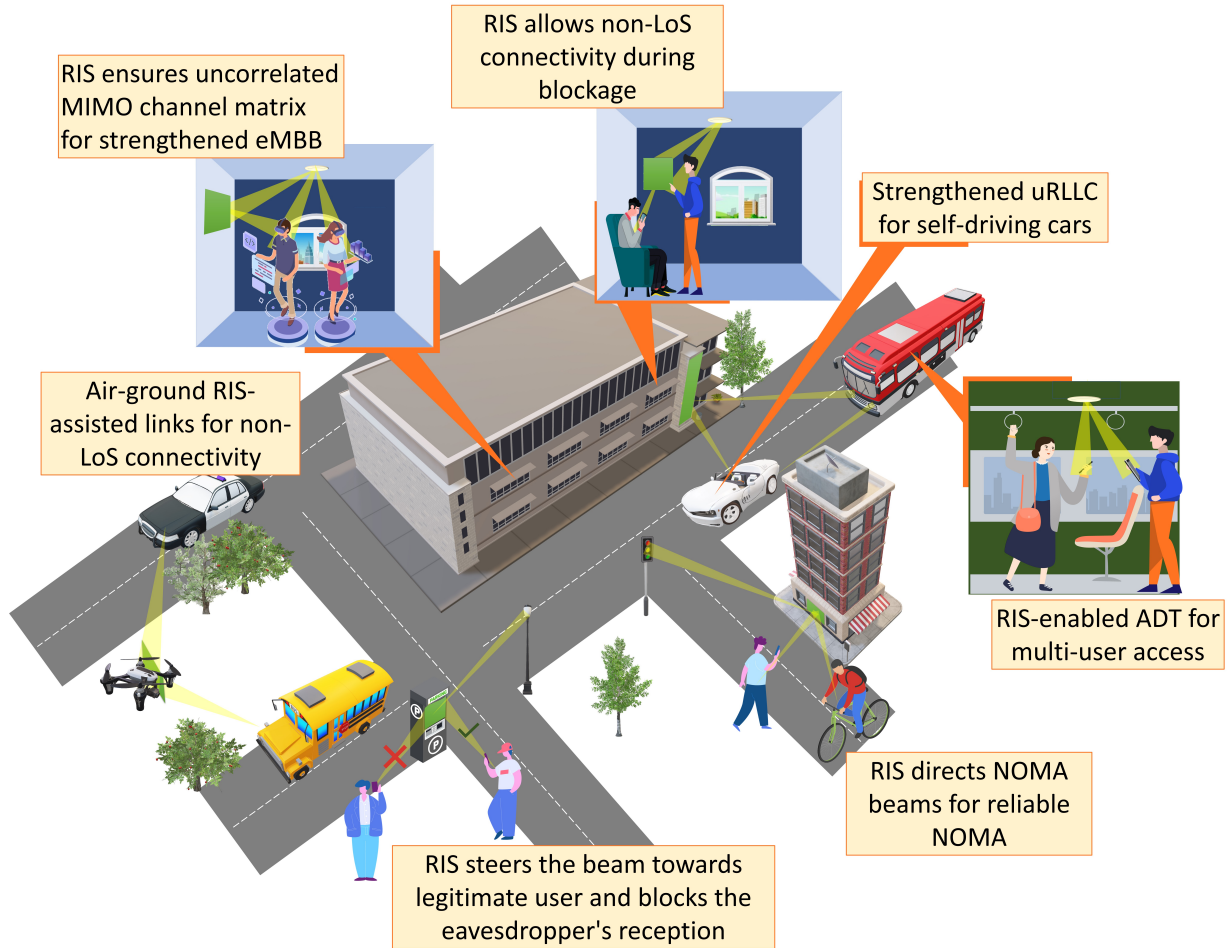 RIS allows non-LoS
connectivity during
blockage
RIS ensures uncorrelated
MIMO channel matrix
for strengthened eMBB
Strengthened uRLLC
for self-driving cars
Air-ground RIS-
assisted links for non-
LoS connectivity
RIS-enabled ADT for
multi-user access
P
P
RIS directs NOMA
beams for reliable
NOMA
RIS steers the beam towards
legitimate user and blocks the
eavesdropper's reception